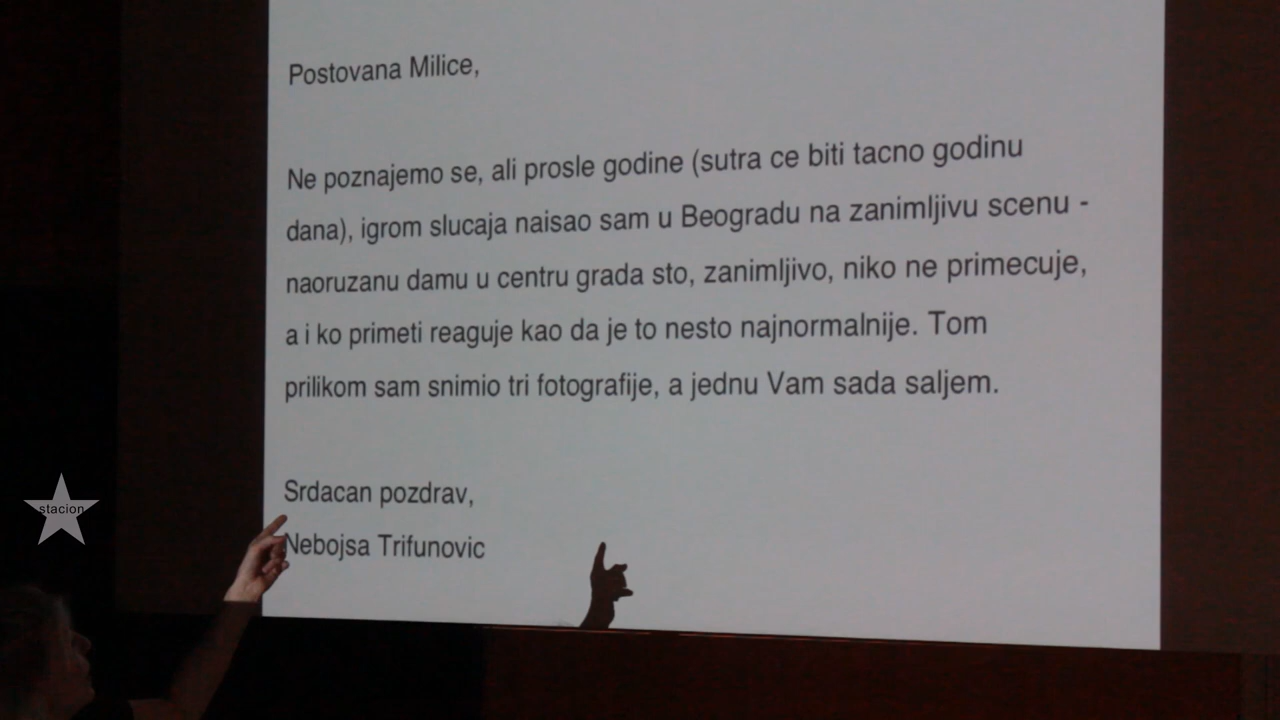 Postovana Milice,
Ne poznajemo se, ali prosle godine (sutra ce biti tacno godinu
dana), igrom slucaja naisao sam u Beogradu na zanimljivu scenu -
naoruzanu damu u centru grada sto, zanimljivo, niko ne primecuje,
a i ko primeti reaguje kao da je to nesto najnormalnije. Tom
prilikom sam snimio tri fotografije, a jednu Vam sada saljem.
Srdacan pozdrav,
Nebojsa Trifunovic
stacion